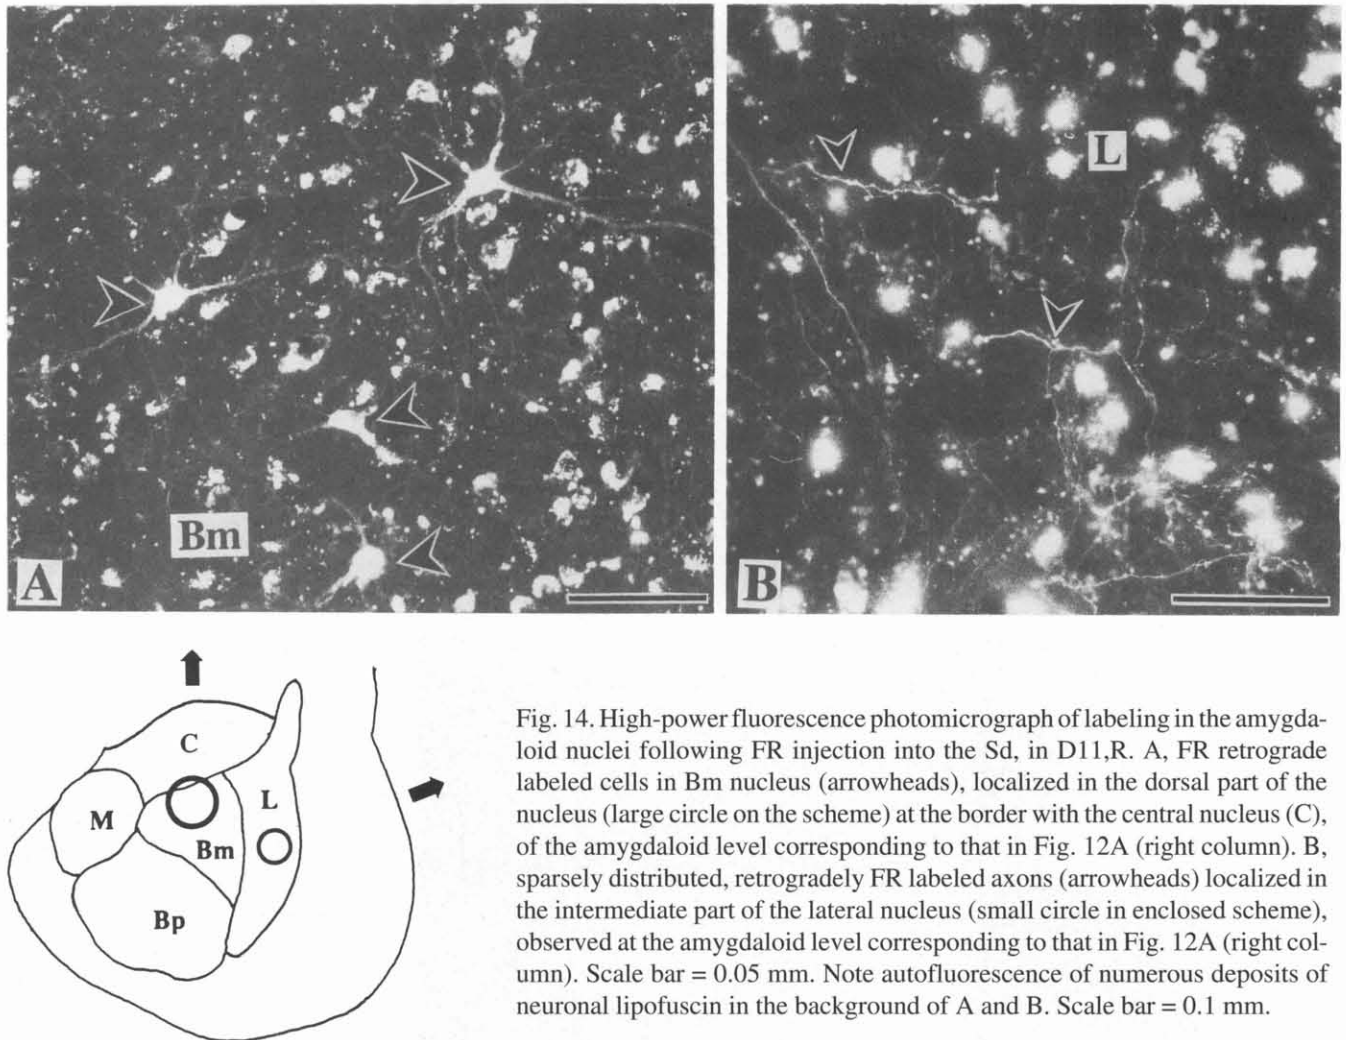 L
Bm
A
B
C
M
L
Bm
Bp
Fig. 14. High-power fluorescence photomicrograph of labeling in the amygda-
loid nuclei following FR injection into the Sd, in D11,R. A, FR retrograde
labeled cells in Bm nucleus (arrowheads), localized in the dorsal part of the
nucleus (large circle on the scheme) at the border with the central nucleus (C),
of the amygdaloid level corresponding to that in Fig. 12A (right column). B,
sparsely distributed, retrogradely FR labeled axons (arrowheads) localized in
the intermediate part of the lateral nucleus (small circle in enclosed scheme),
observed at the amygdaloid level corresponding to that in Fig. 12A (right col-
umn). Scale bar = 0.05 mm. Note autofluorescence of numerous deposits of
neuronal lipofuscin in the background of A and B. Scale bar = 0.1 mm.